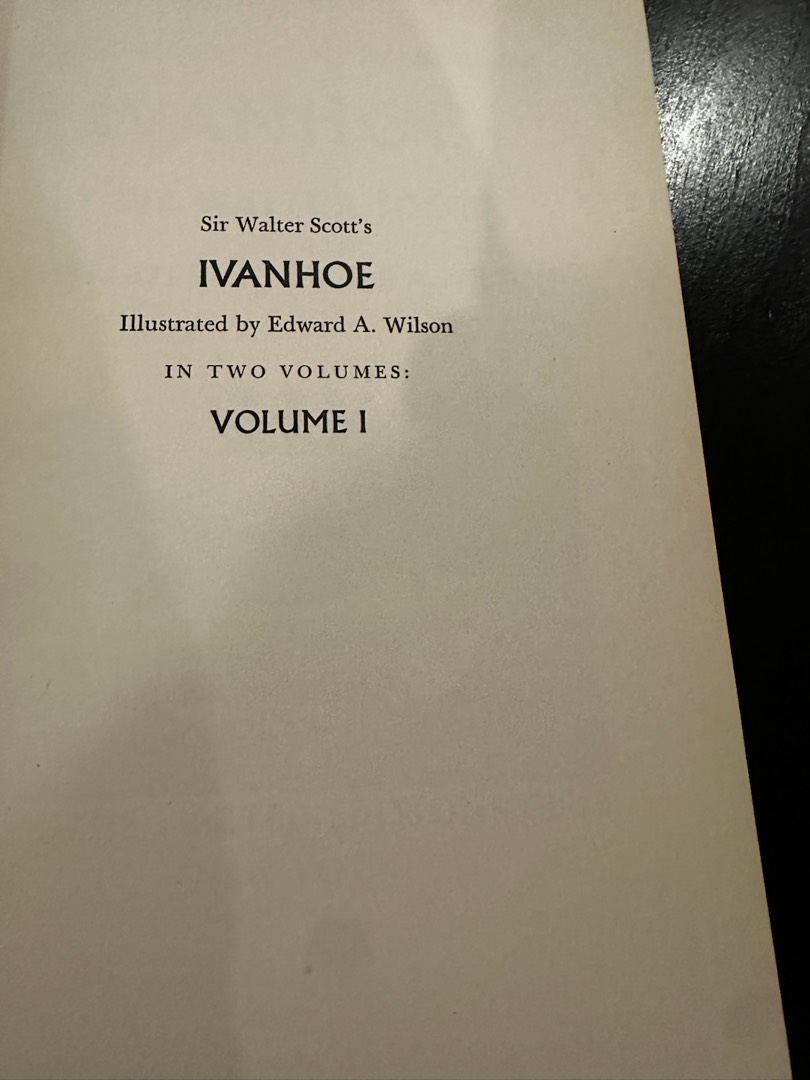 Sir Walter Scott's
IVANHOE
Illustrated by Edward A. Wilson
IN TWO VOLUMES:
VOLUME I